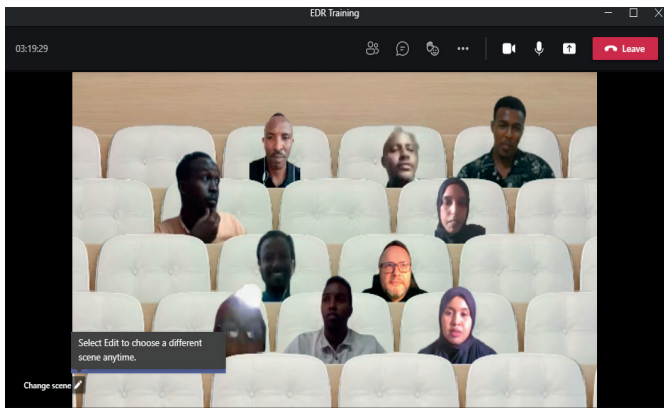 EDR Training
03:19:29
Leave
Select Edit to choose a different
scene anytime.
Change scene